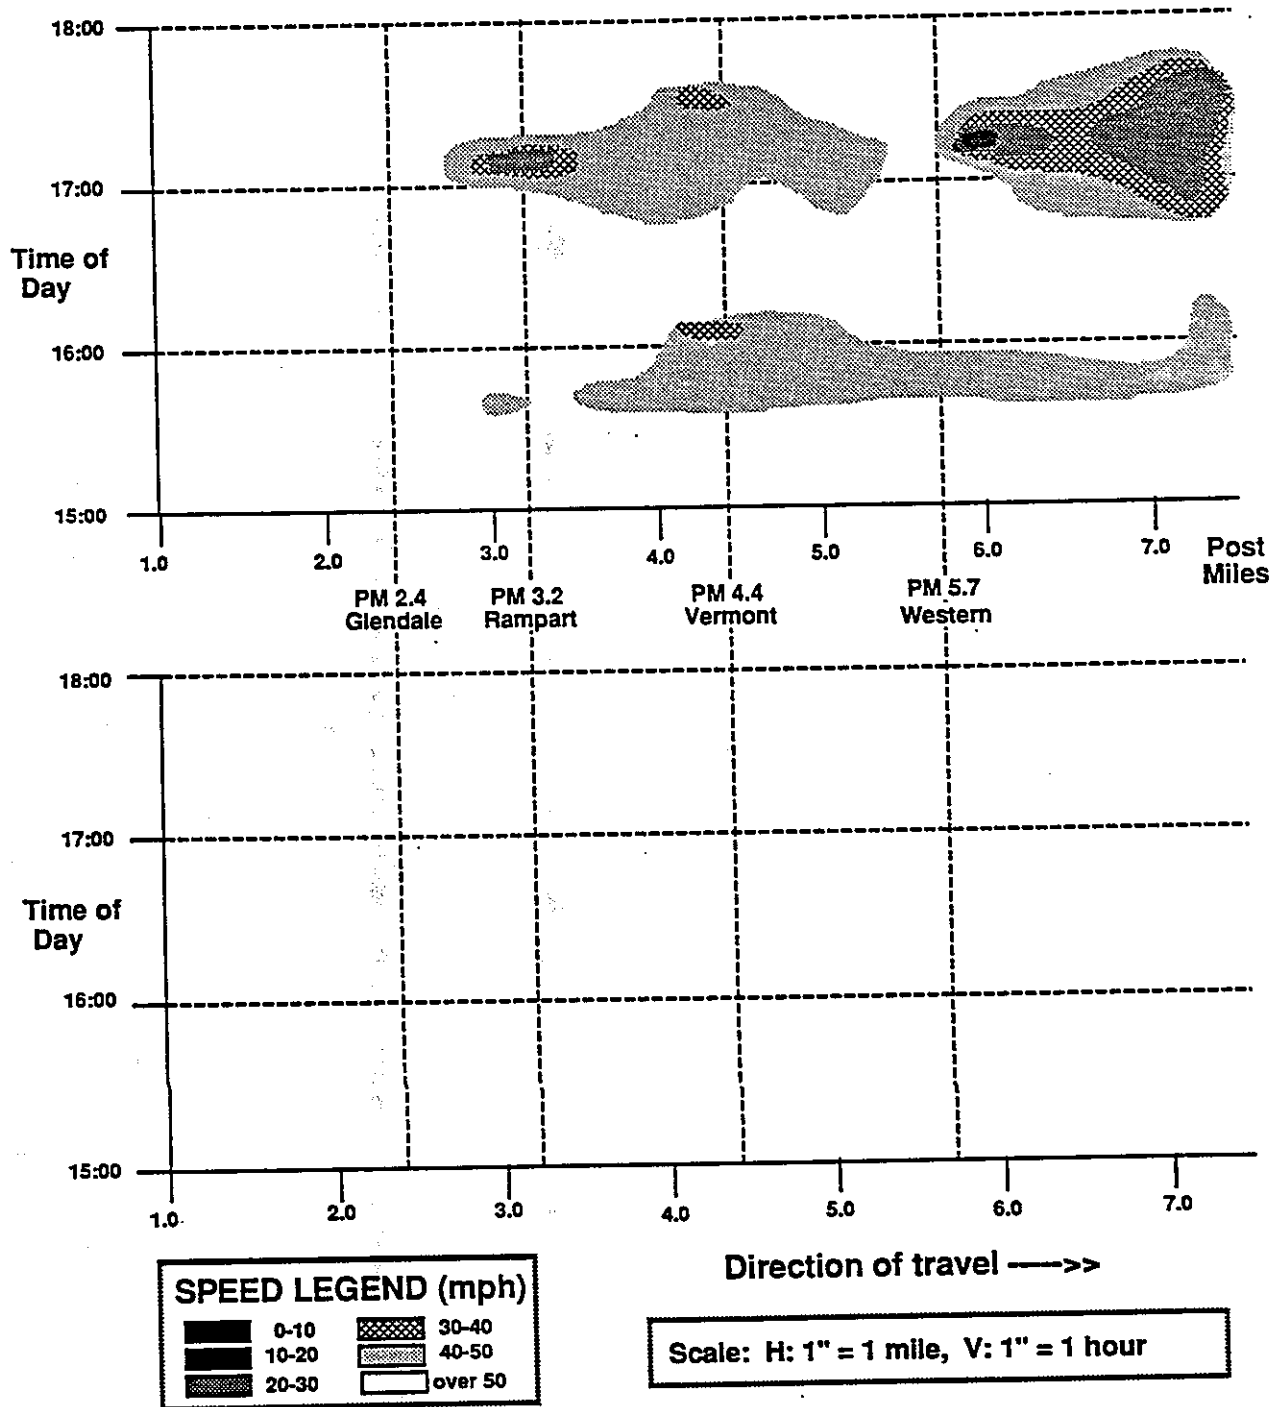 18:00
17:00
Time of
Day
16:00
15:00
1.0
2.0
3.0
4.0
5.0
6.0
7.0
Post
Miles
PM 2.4
Glendale
PM 3.2
Rampart
PM 4.4
Vermont
PM 5.7
Western
18:00
17:00
Time of
Day
16:00
15:00
1.0
2.0
3.0
4.0
5.0
6.0
7.0
Direction of travel ——>>
SPEED LEGEND (mph)
0-10
30-40
10-20
40-50
20-30
over 50
Scale: H: 1" = 1 mile, V: 1" = 1 hour